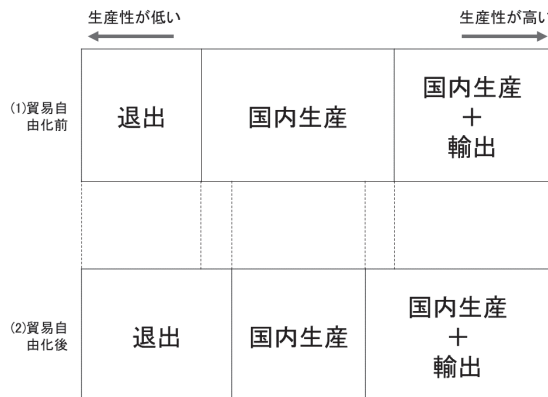 生産性が低い
生産性が高い
(1)貿易自
由化前
退出
国内生産
国内生産
＋
輸出
(2)貿易自
由化後
退出
国内生産
国内生産
＋
輸出